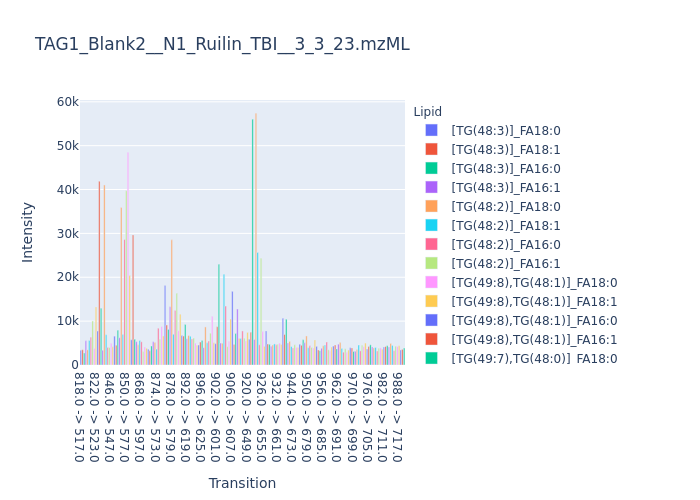 TAG1_Blank2__N1_Ruilin_TBI__3_3_23.mzML
60k
50k
40k
30k
20k
10k
0
Intensity
818.0 -> 517.0
822.0 -> 523.0
846.0 -> 547.0
850.0 -> 577.0
868.0 -> 597.0
874.0 -> 573.0
878.0 -> 579.0
892.0 -> 619.0
896.0 -> 625.0
902.0 -> 601.0
906.0 -> 607.0
920.0 -> 649.0
926.0 -> 655.0
932.0 -> 661.0
944.0 -> 673.0
950.0 -> 679.0
956.0 -> 685.0
962.0 -> 691.0
970.0 -> 699.0
976.0 -> 705.0
982.0 -> 711.0
988.0 -> 717.0
Transition
Lipid
[TG(48:3)]_FA18:0
[TG(48:3)]_FA18:1
[TG(48:3)]_FA16:0
[TG(48:3)]_FA16:1
[TG(48:2)]_FA18:0
[TG(48:2)]_FA18:1
[TG(48:2)]_FA16:0
[TG(48:2)]_FA16:1
[TG(49:8),TG(48:1)]_FA18:0
[TG(49:8),TG(48:1)]_FA18:1
[TG(49:8),TG(48:1)]_FA16:0
[TG(49:8),TG(48:1)]_FA16:1
[TG(49:7),TG(48:0)]_FA18:0